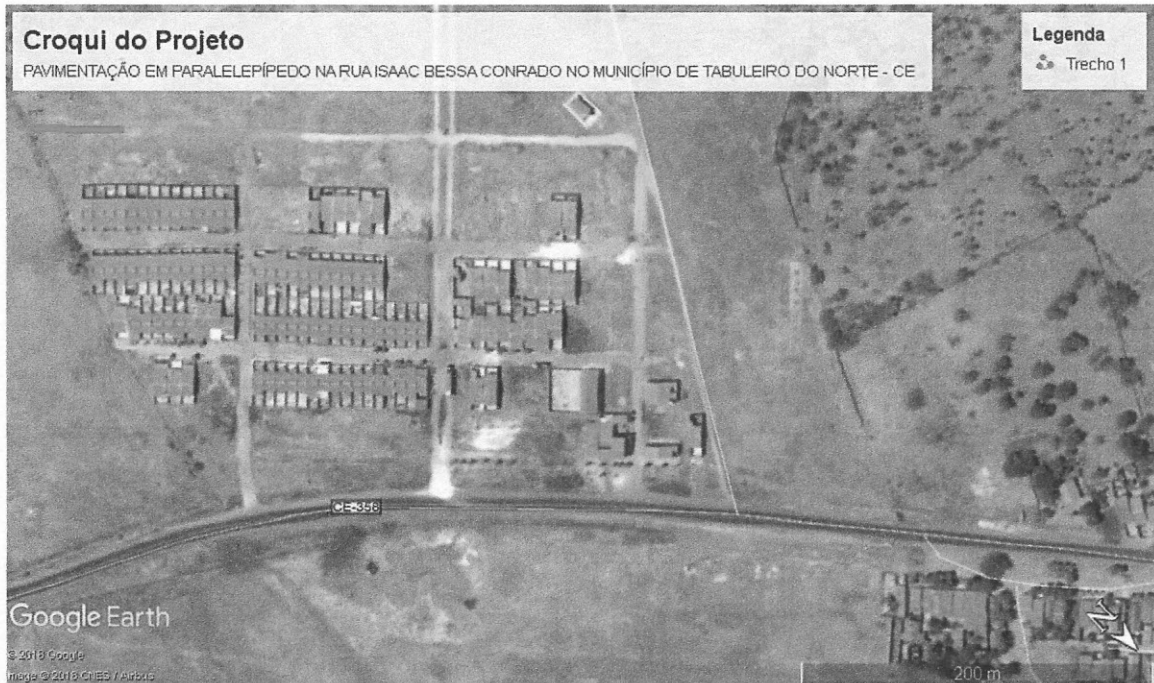 Croqui do Projeto
PAVIMENTAÇÃO EM PARALELEPÍPEDO NA RUA ISAAC BESSA CONRADO NO MUNICÍPIO DE TABULEIRO DO NORTE - CE
Legenda
Trecho 1
CE-358
Google Earth
© 2018 Google
Image © 2018 CNES / Airbus
N
200 m